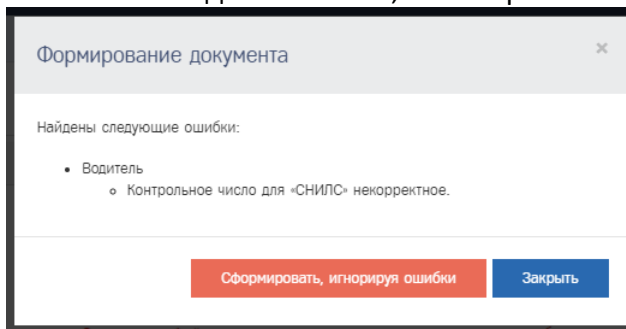 Формирование документа
×
Найдены следующие ошибки:
• Водитель
o Контрольное число для «СНИЛС» некорректное.
Сформировать, игнорируя ошибки
Закрыть